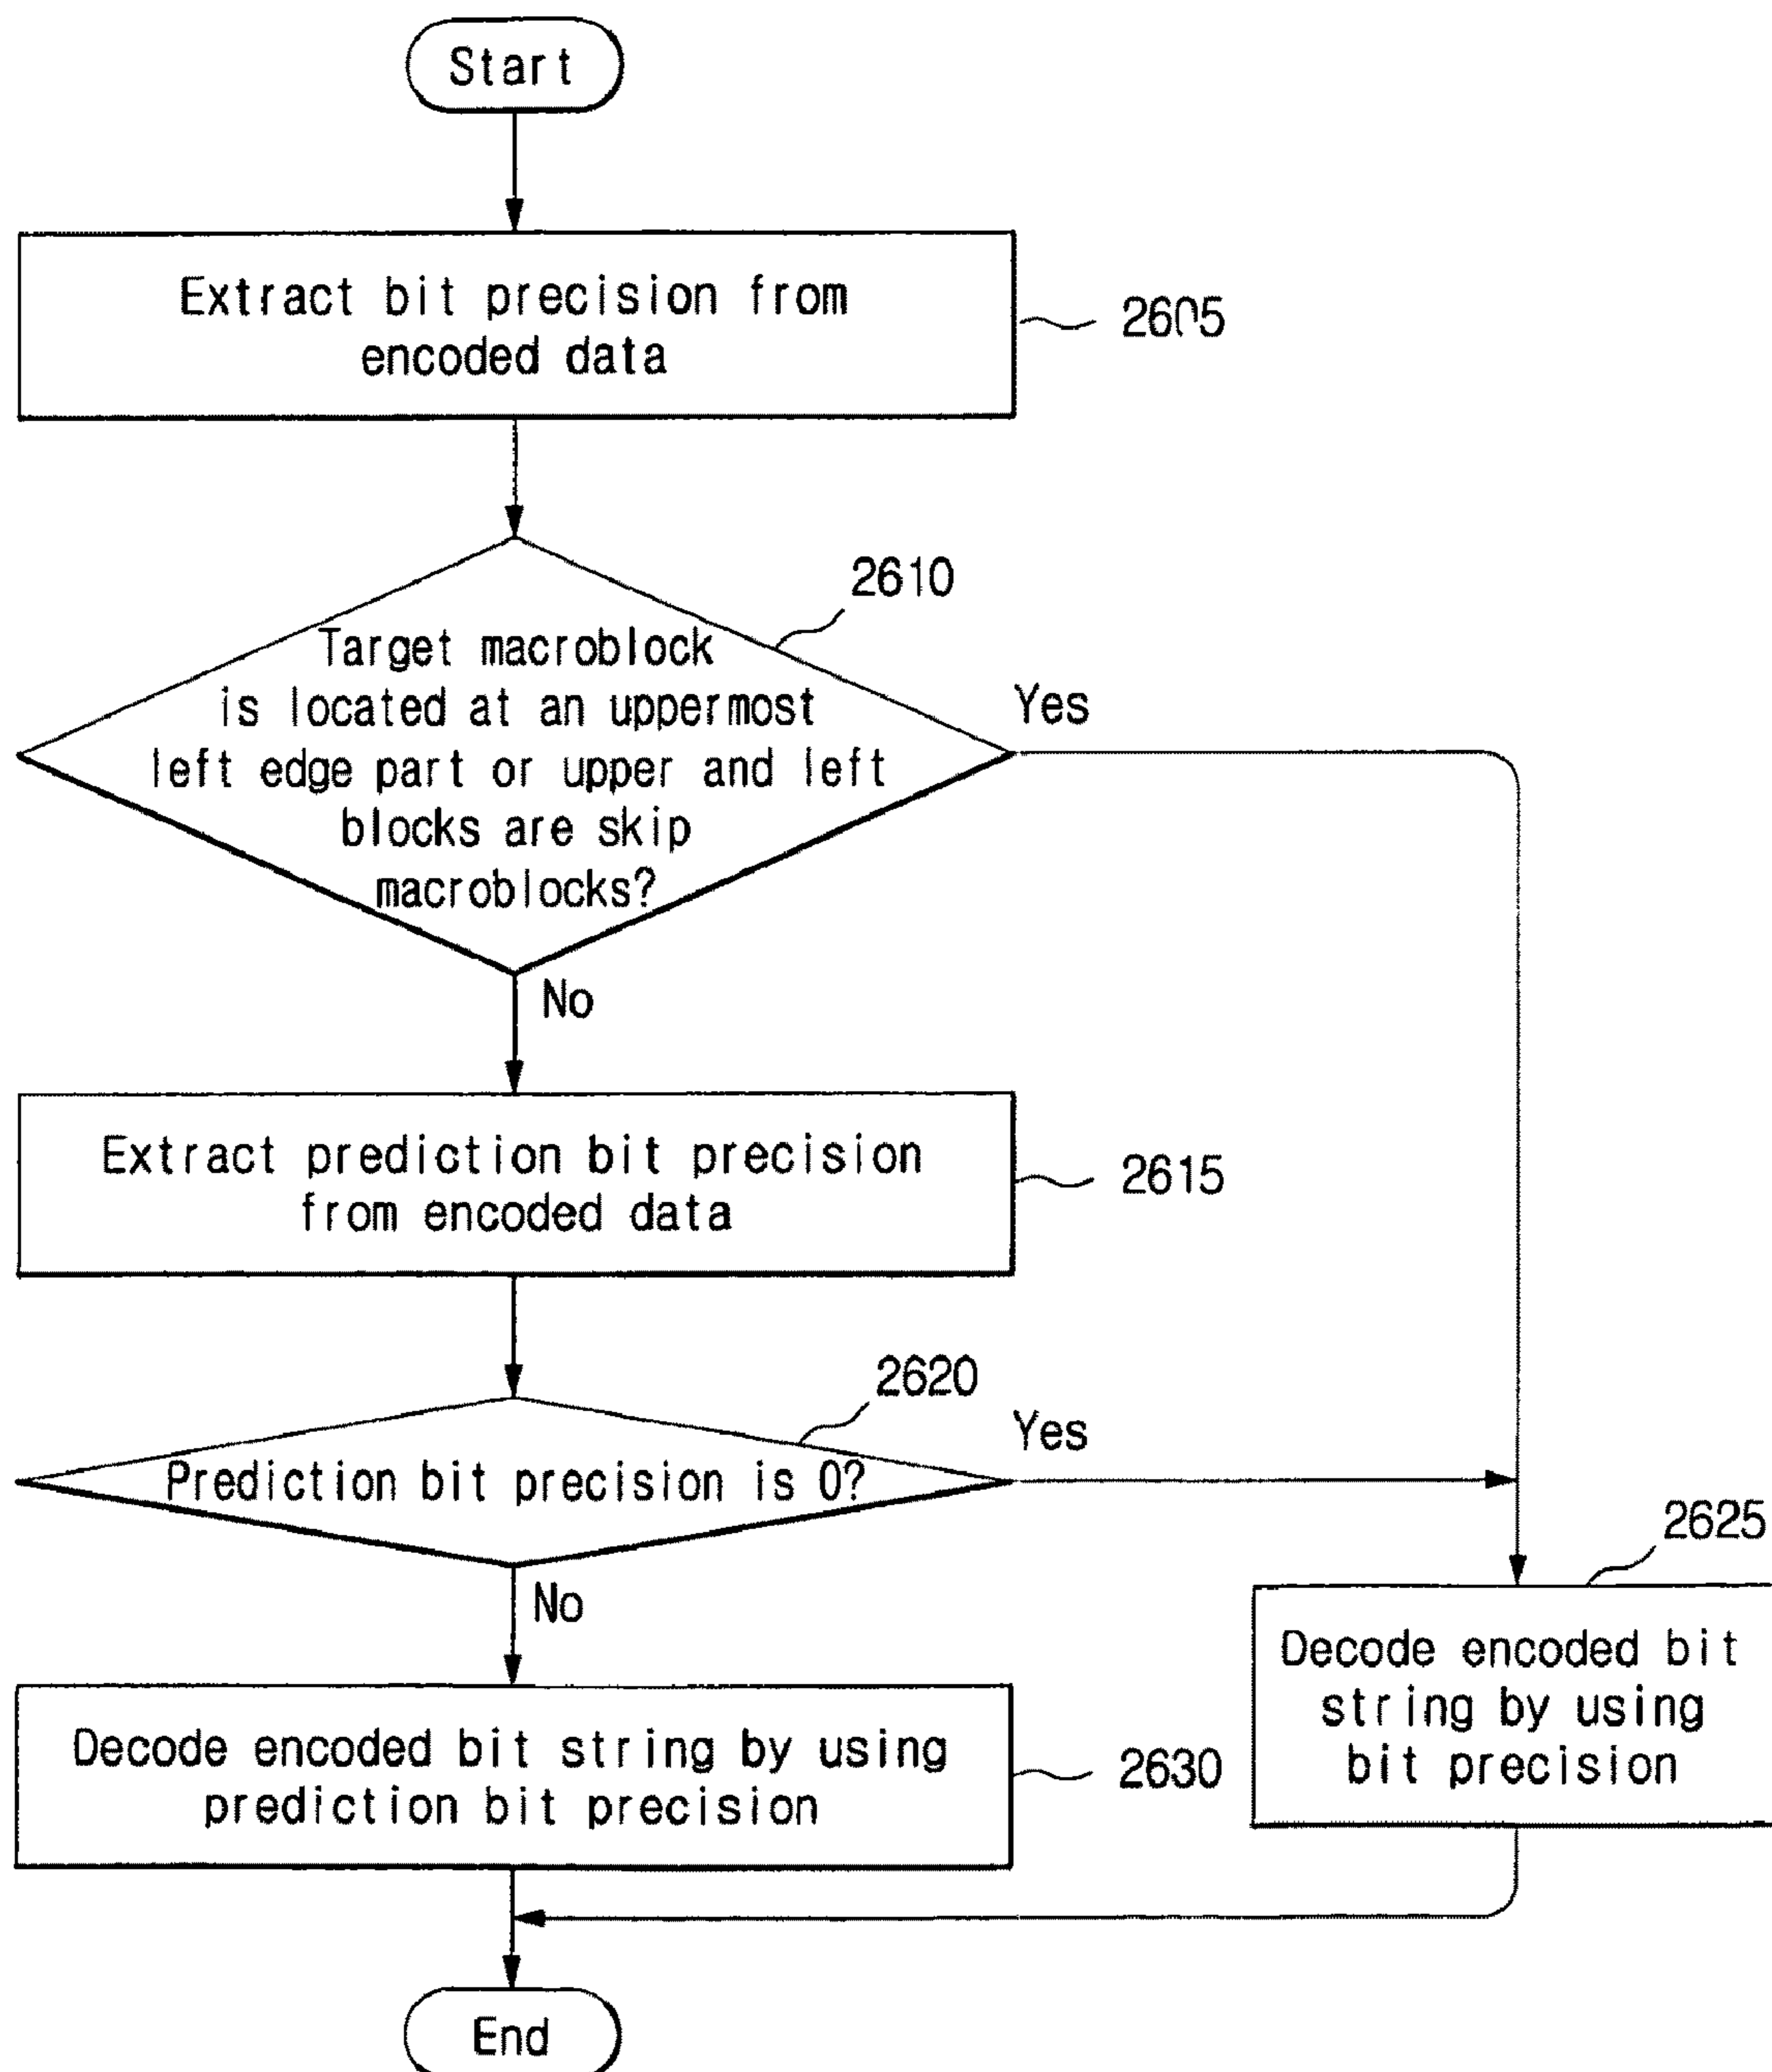 Start
Extract bit precision from
encoded data
2605
2610
Target macroblock
is located at an uppermost
left edge part or upper and left
blocks are skip
macroblocks?
Yes
No
Extract prediction bit precision
from encoded data
2615
2620
Prediction bit precision is 0?
Yes
No
2625
Decode encoded bit
string by using
bit precision
Decode encoded bit string by using
prediction bit precision
2630
End